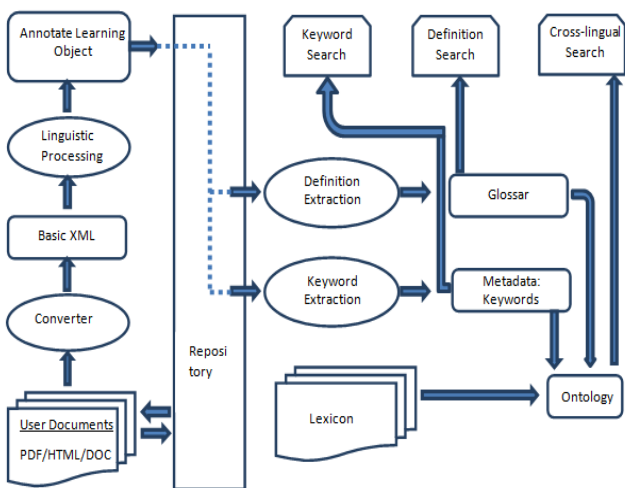 Annotate Learning
Object
Keyword
Search
Definition
Search
Cross-lingual
Search
Linguistic
Processing
Definition
Extraction
Glossar
Basic XML
Keyword
Extraction
Metadata:
Keywords
Converter
Reposi
tory
User Documents
PDF/HTML/DOC
Lexicon
Ontology